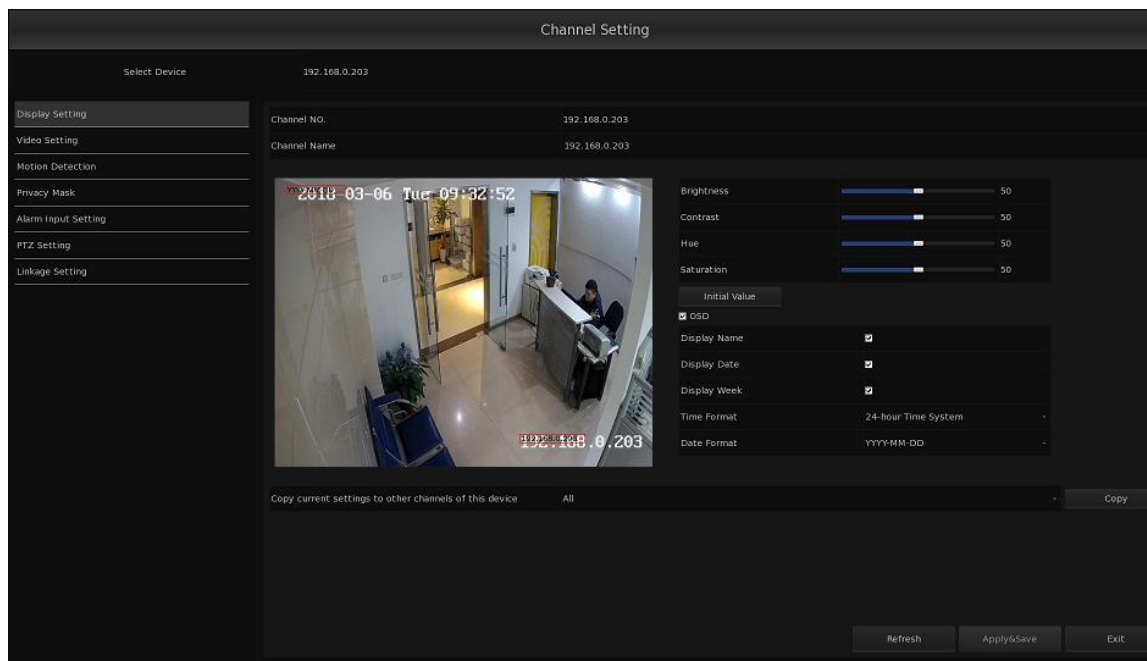 Channel Setting
Select Device 192.168.0.203
Display Setting
Video Setting
Motion Detection
Privacy Mask
Alarm Input Setting
PTZ Setting
Linkage Setting
Channel NO. 192.168.0.203
Channel Name 192.168.0.203
2018-03-06 Tue 09:32:52
192.168.0.203
Brightness 50
Contrast 50
Hue 50
Saturation 50
Initial Value
OSD
Display Name
Display Date
Display Week
Time Format 24-hour Time System
Date Format YYYY-MM-DD
Copy current settings to other channels of this device All Copy
Refresh Apply&Save Exit